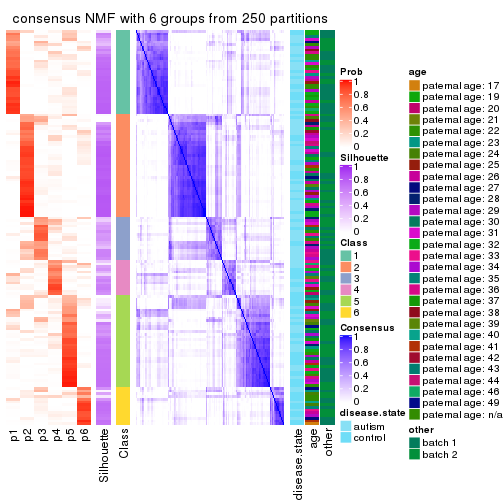 consensus NMF with 6 groups from 250 partitions
Prob
1
0.8
0.6
0.4
0.2
0
Silhouette
1
0.8
0.6
0.4
0.2
0
Class
1
2
3
4
5
6
Consensus
1
0.8
0.6
0.4
0.2
0
disease.state
autism
control
age
paternal age: 17
paternal age: 19
paternal age: 20
paternal age: 21
paternal age: 22
paternal age: 23
paternal age: 24
paternal age: 25
paternal age: 26
paternal age: 27
paternal age: 28
paternal age: 29
paternal age: 30
paternal age: 31
paternal age: 32
paternal age: 33
paternal age: 34
paternal age: 35
paternal age: 36
paternal age: 37
paternal age: 38
paternal age: 39
paternal age: 40
paternal age: 41
paternal age: 42
paternal age: 43
paternal age: 44
paternal age: 46
paternal age: 49
paternal age: n/a
other
batch 1
batch 2
p1
p2
p3
p4
p5
p6
Silhouette
Class
disease.state
age
other